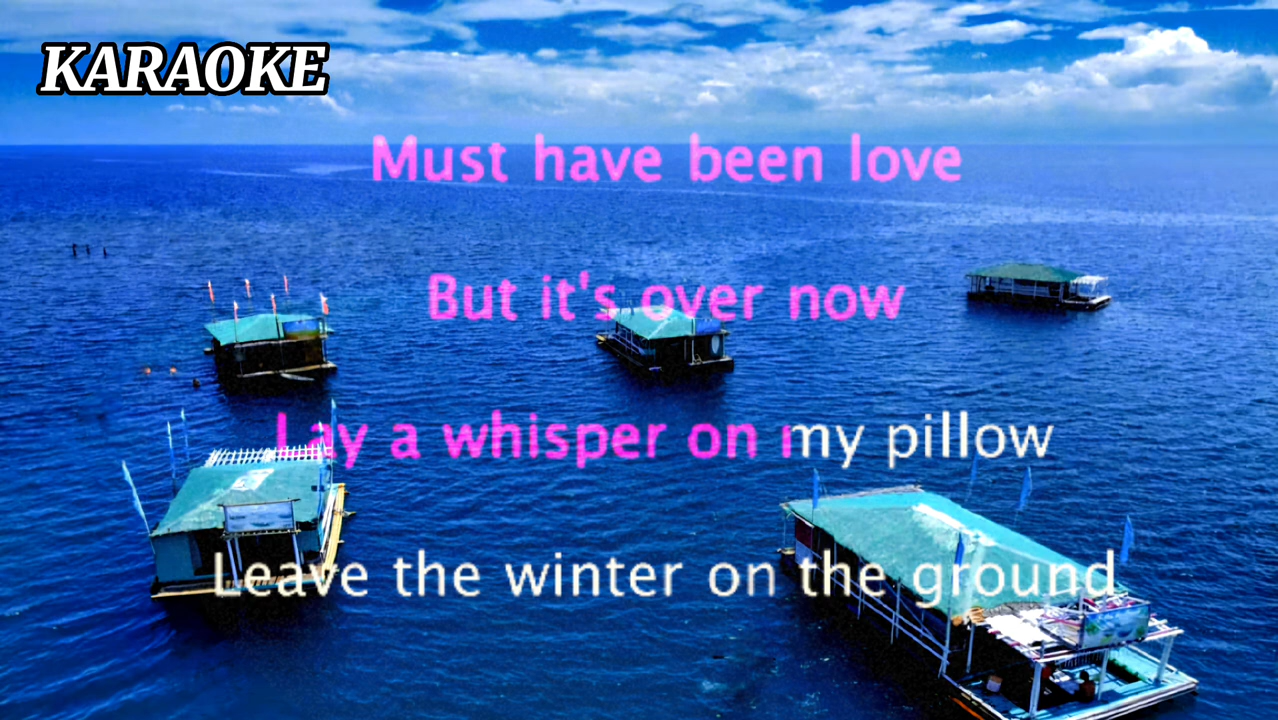 KARAOKE
Must have been love
But it's over now
Lay a whisper on my pillow
Leave the winter on the ground